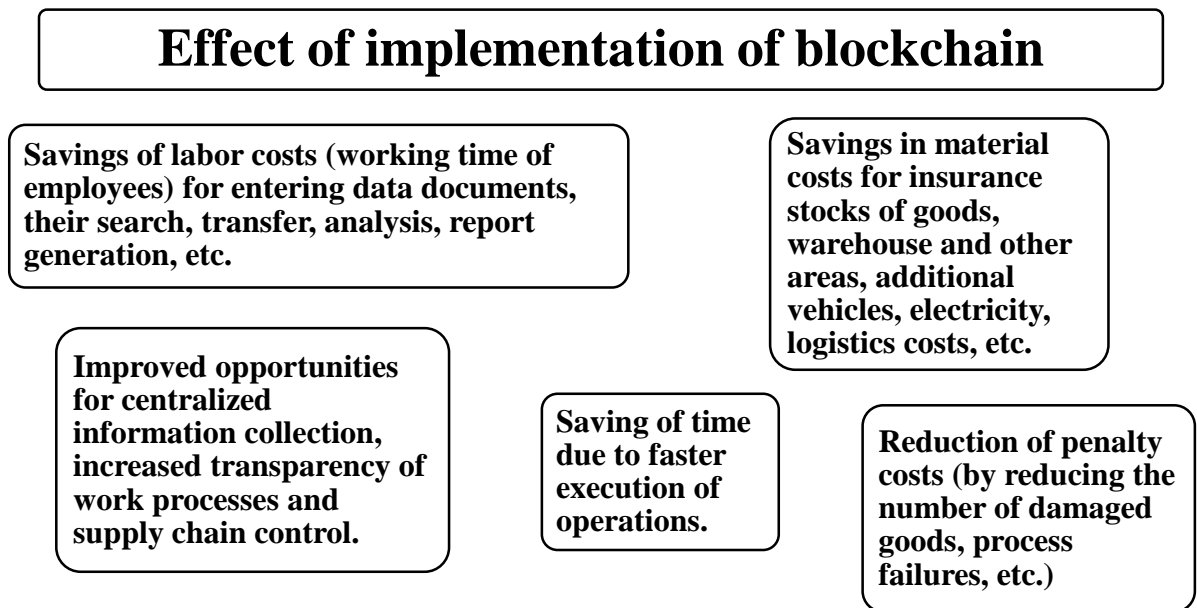 Effect of implementation of blockchain
Savings of labor costs (working time of
employees) for entering data documents,
their search, transfer, analysis, report
generation, etc.
Savings in material
costs for insurance
stocks of goods,
warehouse and other
areas, additional
vehicles, electricity,
logistics costs, etc.
Improved opportunities
for centralized
information collection,
increased transparency of
work processes and
supply chain control.
Saving of time
due to faster
execution of
operations.
Reduction of penalty
costs (by reducing the
number of damaged
goods, process
failures, etc.)